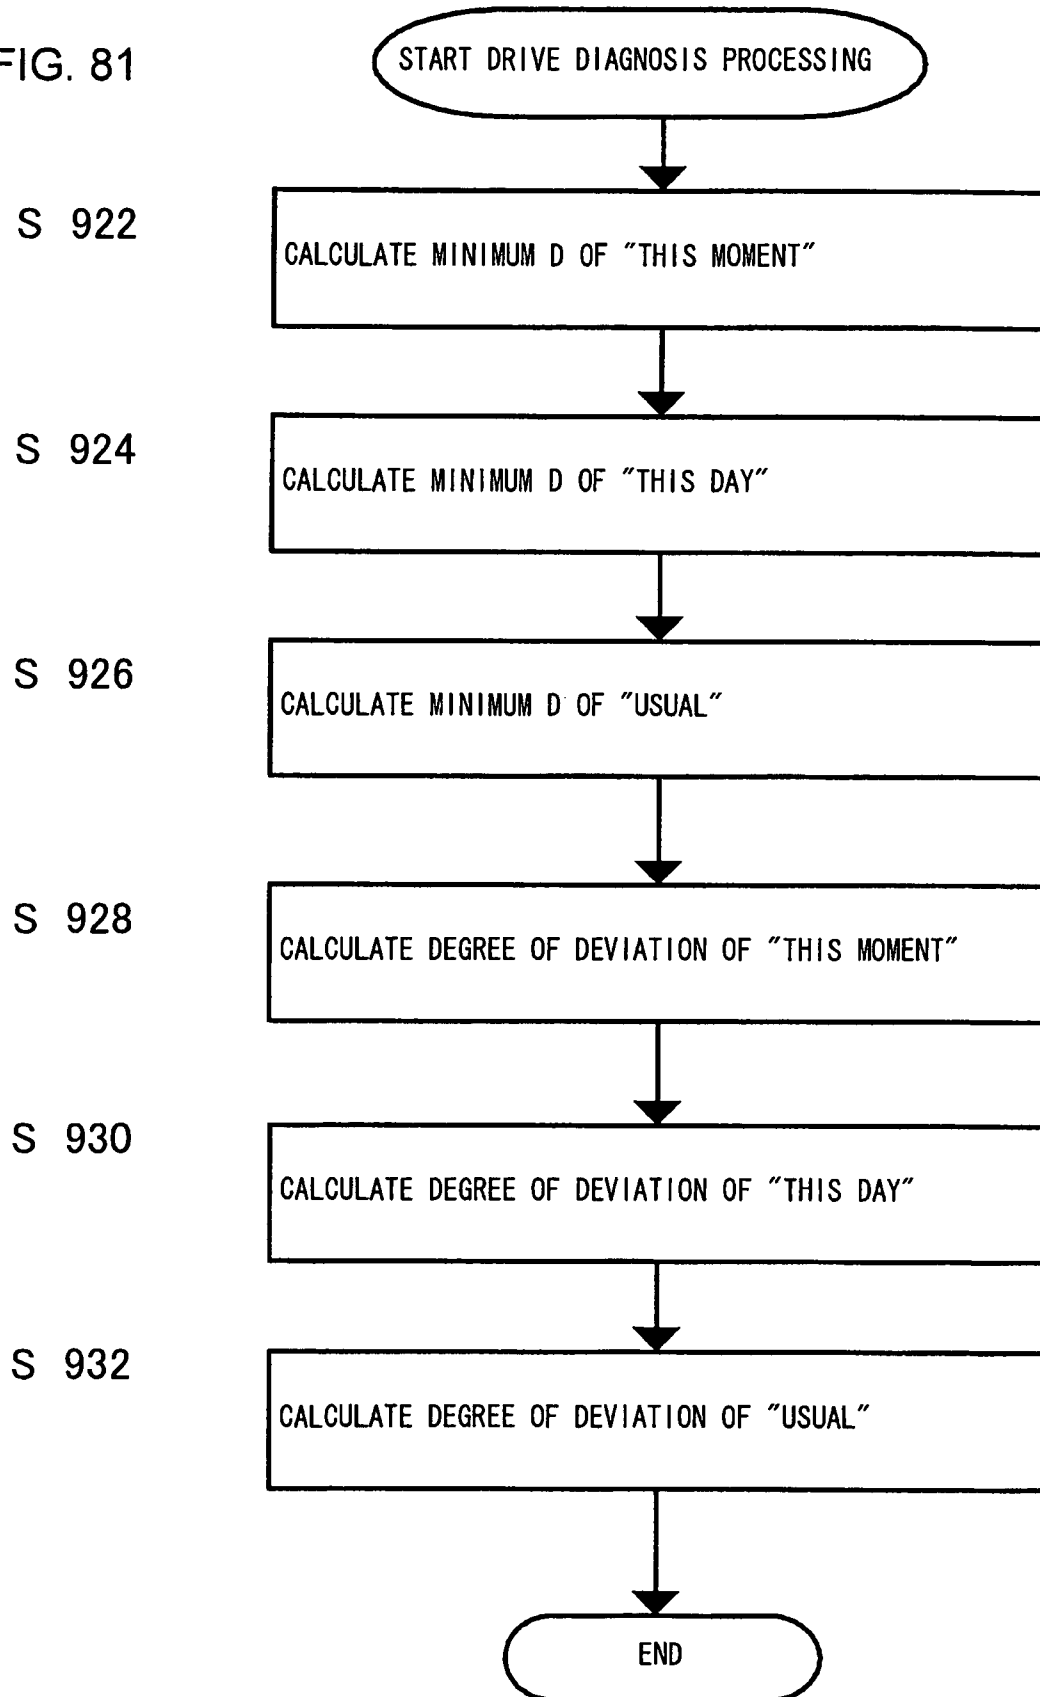 FIG. 81
START DRIVE DIAGNOSIS PROCESSING
S 922
CALCULATE MINIMUM D OF "THIS MOMENT"
S 924
CALCULATE MINIMUM D OF "THIS DAY"
S 926
CALCULATE MINIMUM D OF "USUAL"
S 928
CALCULATE DEGREE OF DEVIATION OF "THIS MOMENT"
S 930
CALCULATE DEGREE OF DEVIATION OF "THIS DAY"
S 932
CALCULATE DEGREE OF DEVIATION OF "USUAL"
END